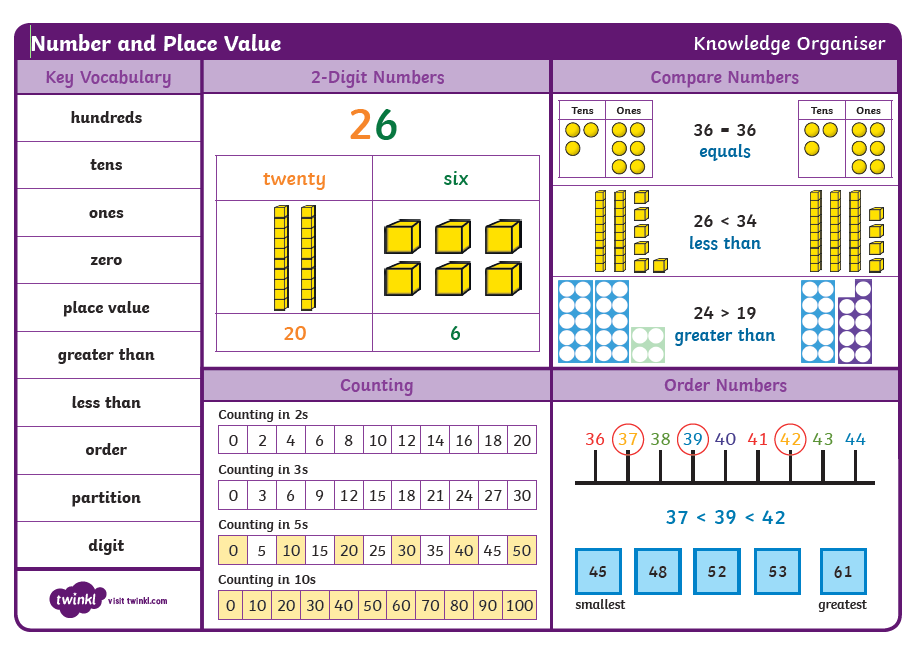 Number and Place Value
Knowledge Organiser
Key Vocabulary
hundreds
tens
ones
zero
place value
greater than
less than
order
partition
digit
twinkl
visit twinkl.com
2-Digit Numbers
26
twenty six
20 6
Counting
Counting in 2s
0 2 4 6 8 10 12 14 16 18 20
Counting in 3s
0 3 6 9 12 15 18 21 24 27 30
Counting in 5s
0 5 10 15 20 25 30 35 40 45 50
Counting in 10s
0 10 20 30 40 50 60 70 80 90 100
Compare Numbers
Tens Ones
36 = 36
equals
Tens Ones
26 < 34
less than
24 > 19
greater than
Order Numbers
36 37 38 39 40 41 42 43 44
37 < 39 < 42
45 48 52 53 61
smallest greatest